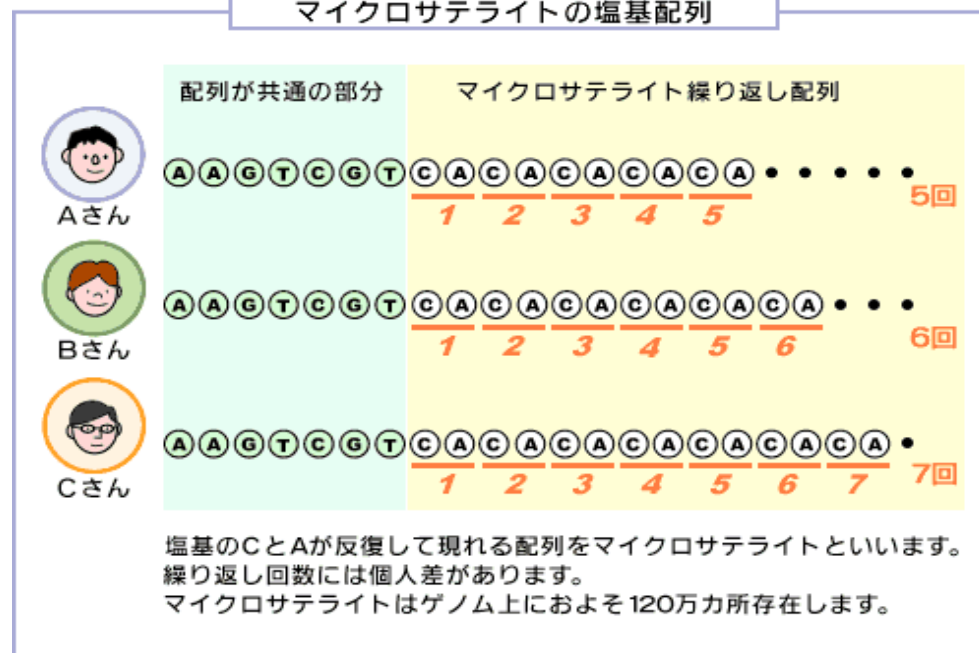 マイクロサテライトの塩基配列
配列が共通の部分 マイクロサテライト繰り返し配列
AAGTCGTCACACACACA•••••
5回
1 2 3 4 5
Aさん
AAGTCGTCACACACACACA•••
6回
1 2 3 4 5 6
Bさん
AAGTCGTCACACACACACACA•
7回
1 2 3 4 5 6 7
Cさん
塩基のCとAが反復して現れる配列をマイクロサテライトといいます。
繰り返し回数には個人差があります。
マイクロサテライトはゲノム上におよそ120万カ所存在します。